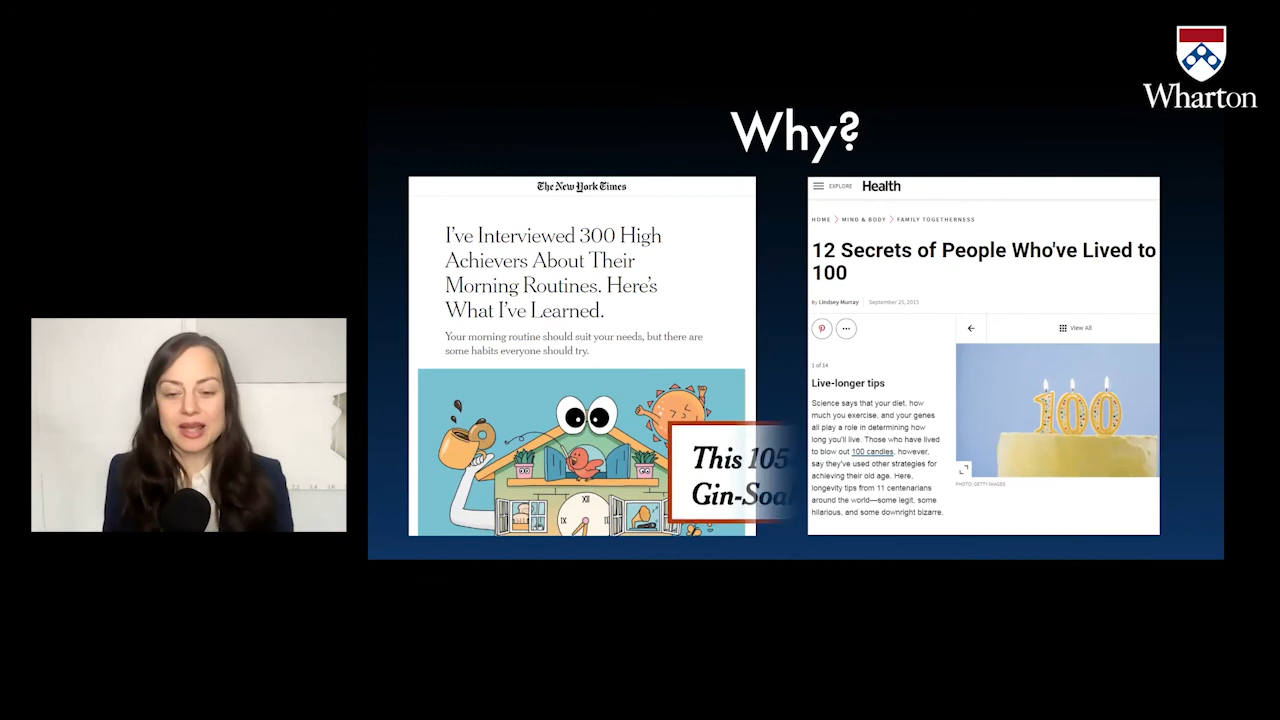 Wharton
Why?
The New York Times
I've Interviewed 300 High
Achievers About Their
Morning Routines. Here's
What I've Learned.
Your morning routine should suit your needs, but there are
some habits everyone should try.
XII
IX
This 105
Gin-Soa
EXPLORE Health
HOME > MIND & BODY > FAMILY TOGETHERNESS
12 Secrets of People Who've Lived to
100
By Lindsey Murray September 25, 2015
View All
1 of 14
Live-longer tips
Science says that your diet, how
much you exercise, and your genes
all play a role in determining how
long you'll live. Those who have lived
to blow out 100 candles, however,
say they've used other strategies for
achieving their old age. Here,
longevity tips from 11 centenarians
around the world—some legit, some
hilarious, and some downright bizarre.
100
PHOTO: GETTY IMAGES